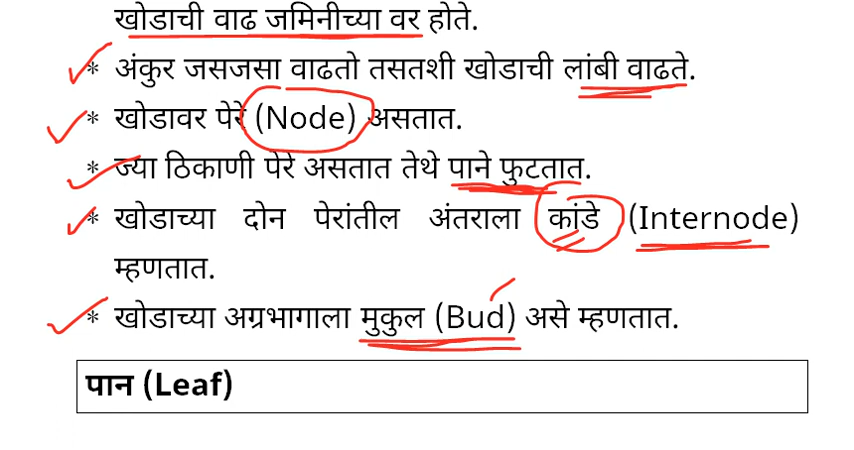 खोडाची वाढ जमिनीच्या वर होते.
* अंकुर जसजसा वाढतो तसतशी खोडाची लांबी वाढते.
* खोडावर पेरे (Node) असतात.
* ज्या ठिकाणी पेरे असतात तेथे पाने फुटतात.
* खोडाच्या दोन पेरांतील अंतराला कांडे (Internode)
म्हणतात.
* खोडाच्या अग्रभागाला मुकुल (Bud) असे म्हणतात.
पान (Leaf)